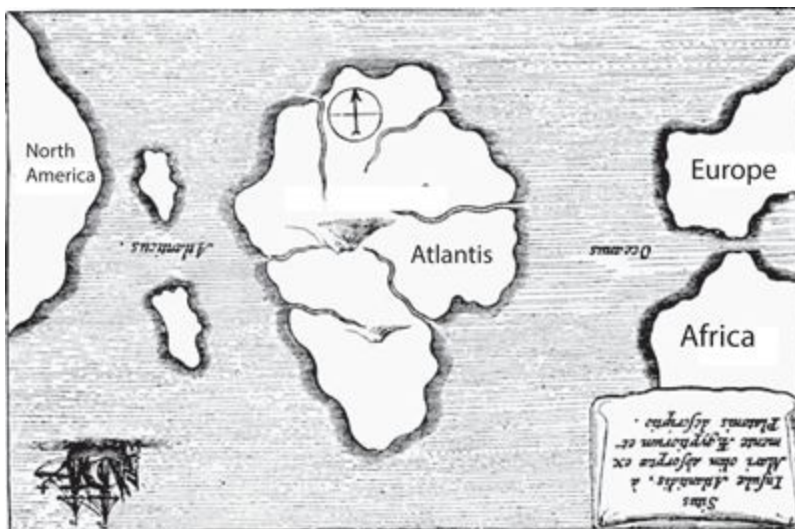 North
America
Europe
Atlanticus.
Atlantis
Oceanus
Africa
Situs
Insulæ Atlantidis, à
Mari olim absorptæ ex
mente Ægyptiorum et
Platonis descriptio.